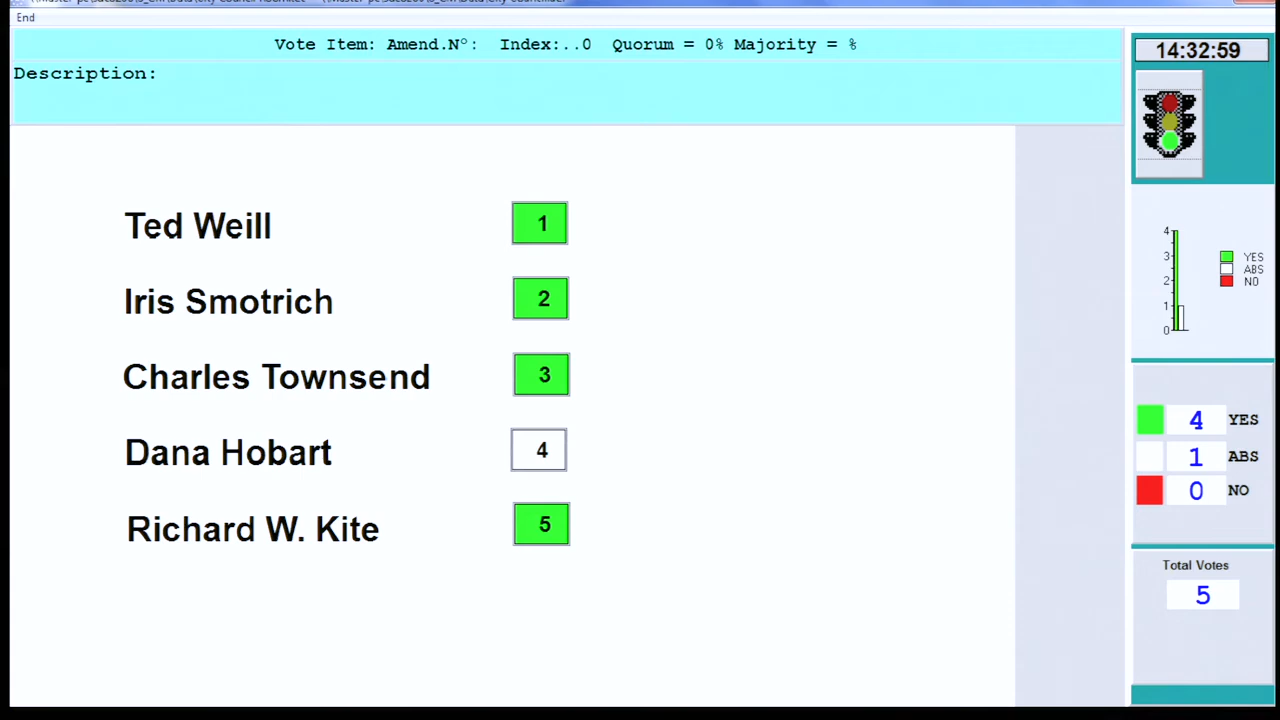 End
Vote Item: Amend.N°: Index:..0 Quorum = 0% Majority = %
Description:
14:32:59
Ted Weill 1
Iris Smotrich 2
Charles Townsend 3
Dana Hobart 4
Richard W. Kite 5
4
3
2
1
0
YES
ABS
NO
4 YES
1 ABS
0 NO
Total Votes
5